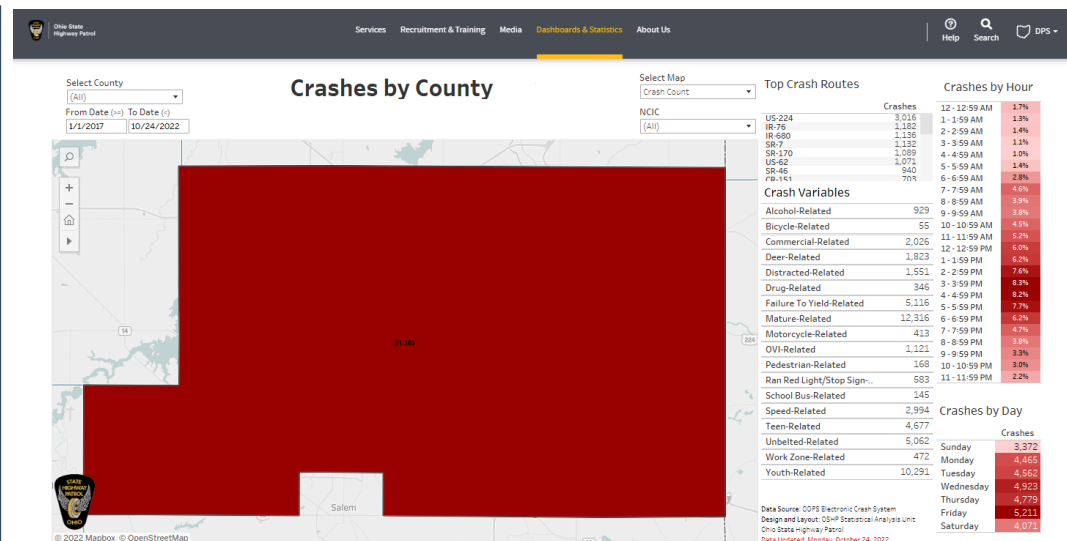 Ohio State
Highway Patrol
Services Recruitment & Training Media Dashboards & Statistics About Us
Help Search DPS
Select County
(All)
From Date (>=) To Date (<)
1/1/2017 10/24/2022
Crashes by County
Select Map
Crash Count
NCIC
(All)
14
224
Salem
STATE
HIGHWAY
PATROL
OHIO
© 2022 Mapbox © OpenStreetMap
Top Crash Routes
Crashes
US-224 3,016
IR-76 1,182
IR-680 1,136
SR-7 1,132
SR-170 1,089
US-62 1,071
SR-46 940
CR-151 703
Crash Variables
Alcohol-Related 929
Bicycle-Related 55
Commercial-Related 2,026
Deer-Related 1,823
Distracted-Related 1,551
Drug-Related 346
Failure To Yield-Related 5,116
Mature-Related 12,316
Motorcycle-Related 413
OVI-Related 1,121
Pedestrian-Related 168
Ran Red Light/Stop Sign-.. 583
School Bus-Related 145
Speed-Related 2,994
Teen-Related 4,677
Unbelted-Related 5,062
Work Zone-Related 472
Youth-Related 10,291
Data Source: ODPS Electronic Crash System
Design and Layout: OSHP Statistical Analysis Unit
Ohio State Highway Patrol
Data Updated: Monday, October 24, 2022
Crashes by Hour
12 - 12:59 AM 1.7%
1 - 1:59 AM 1.3%
2 - 2:59 AM 1.4%
3 - 3:59 AM 1.1%
4 - 4:59 AM 1.0%
5 - 5:59 AM 1.4%
6 - 6:59 AM 2.8%
7 - 7:59 AM 4.6%
8 - 8:59 AM 3.9%
9 - 9:59 AM 3.8%
10 - 10:59 AM 4.5%
11 - 11:59 AM 5.2%
12 - 12:59 PM 6.0%
1 - 1:59 PM 6.2%
2 - 2:59 PM 7.6%
3 - 3:59 PM 8.3%
4 - 4:59 PM 8.2%
5 - 5:59 PM 7.7%
6 - 6:59 PM 6.2%
7 - 7:59 PM 4.7%
8 - 8:59 PM 3.8%
9 - 9:59 PM 3.3%
10 - 10:59 PM 3.0%
11 - 11:59 PM 2.2%
Crashes by Day
Crashes
Sunday 3,372
Monday 4,465
Tuesday 4,562
Wednesday 4,923
Thursday 4,779
Friday 5,211
Saturday 4,071